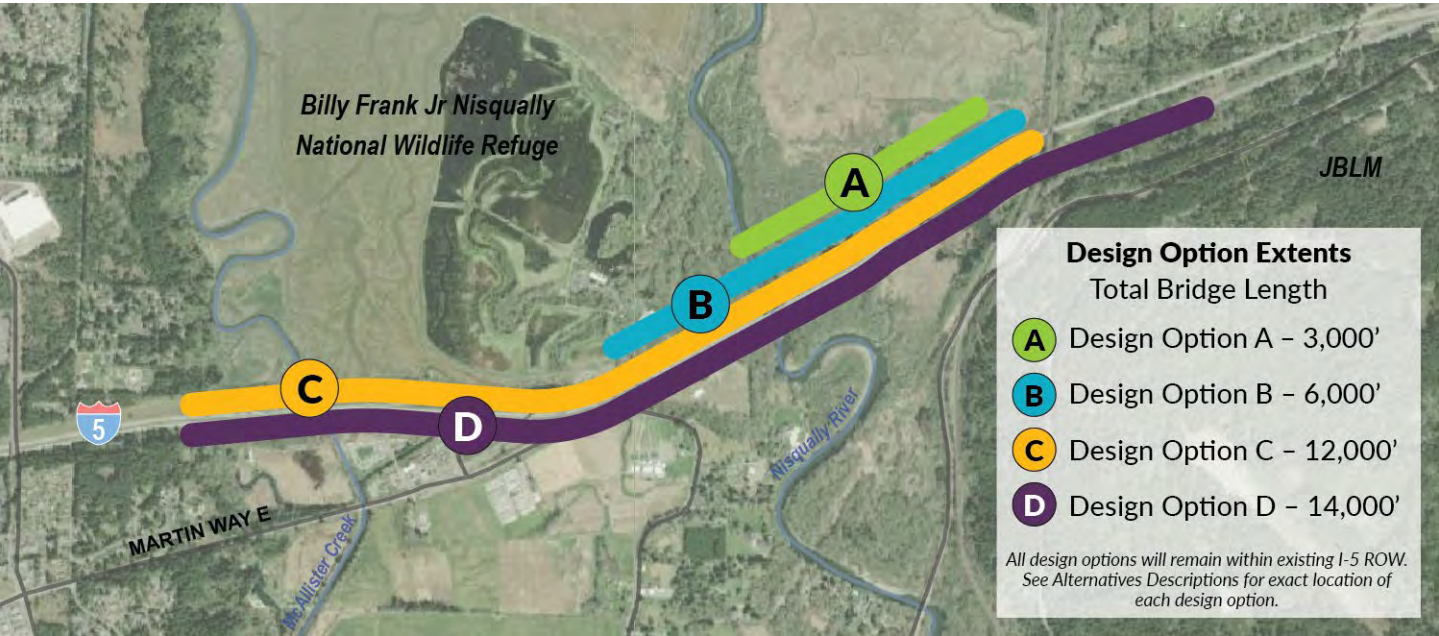 Billy Frank Jr Nisqually
National Wildlife Refuge
A
JBLM
B
C
D
5
MARTIN WAY E
McAllister Creek
Nisqually River
Design Option Extents
Total Bridge Length
A Design Option A – 3,000’
B Design Option B – 6,000’
C Design Option C – 12,000’
D Design Option D – 14,000’
All design options will remain within existing I-5 ROW.
See Alternatives Descriptions for exact location of
each design option.